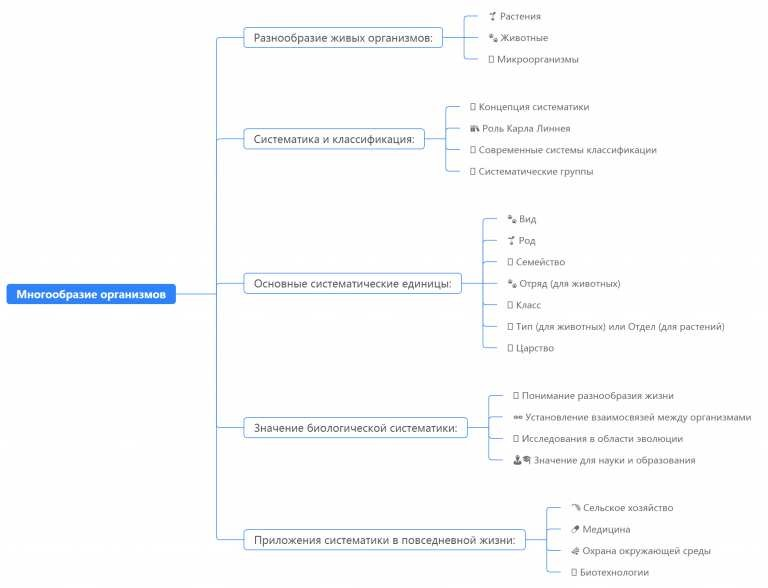 Многообразие организмов
Разнообразие живых организмов:
Растения
Животные
Микроорганизмы
Систематика и классификация:
Концепция систематики
Роль Карла Линнея
Современные системы классификации
Систематические группы
Основные систематические единицы:
Вид
Род
Семейство
Отряд (для животных)
Класс
Тип (для животных) или Отдел (для растений)
Царство
Значение биологической систематики:
Понимание разнообразия жизни
Установление взаимосвязей между организмами
Исследования в области эволюции
Значение для науки и образования
Приложения систематики в повседневной жизни:
Сельское хозяйство
Медицина
Охрана окружающей среды
Биотехнологии